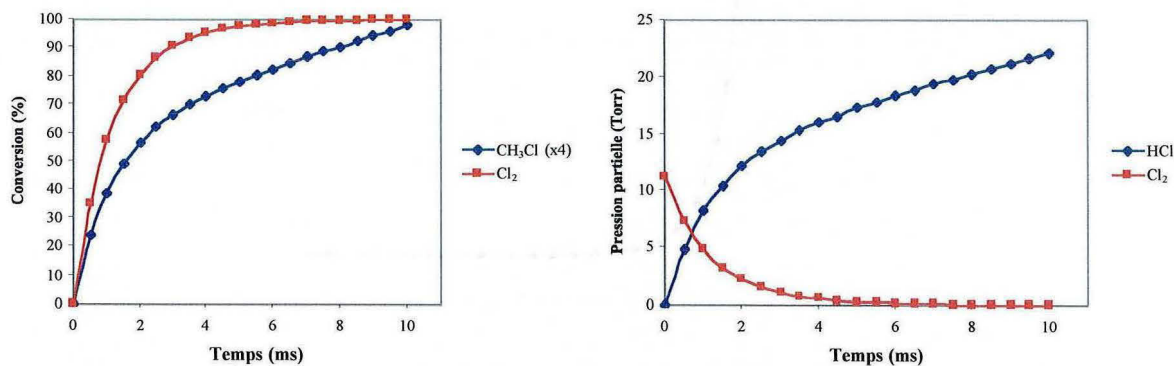 100
90
80
70
60
50
40
30
20
10
0
Conversion (%)
0 2 4 6 8 10
Temps (ms)
CH₃Cl (x4)
Cl₂
25
20
15
10
5
0
Pression partielle (Torr)
0 2 4 6 8 10
Temps (ms)
HCl
Cl₂